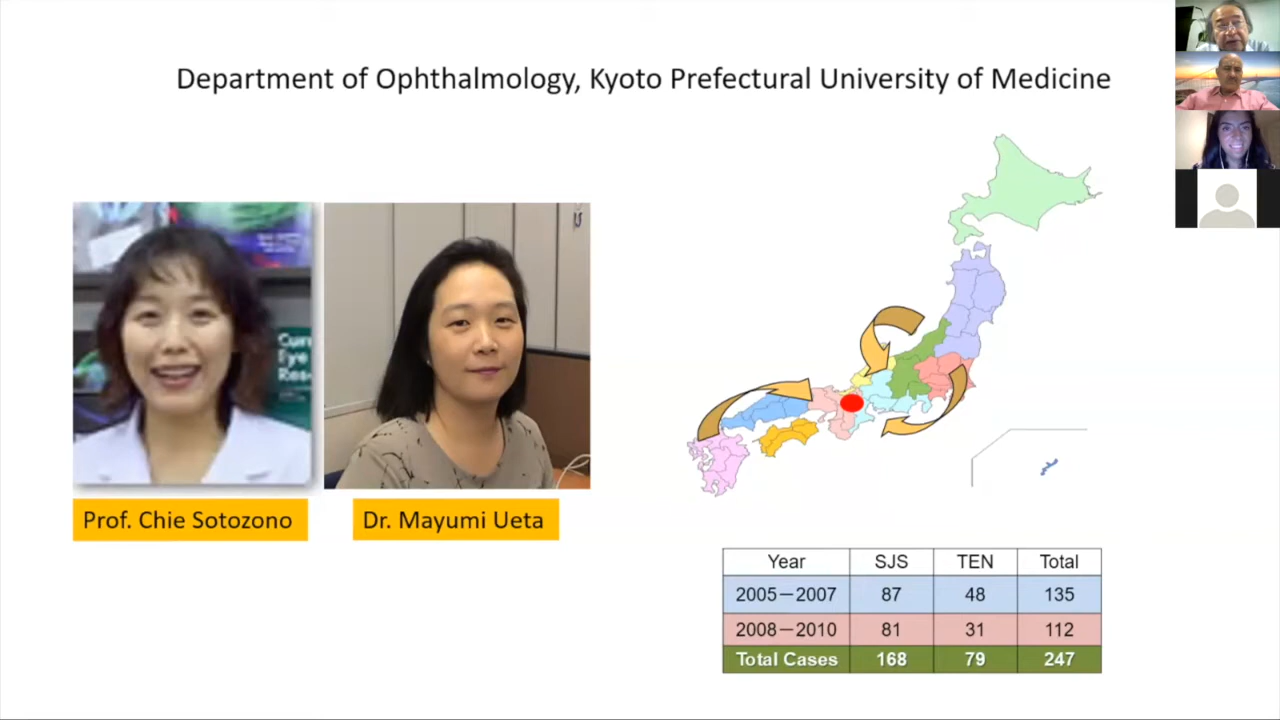 Department of Ophthalmology, Kyoto Prefectural University of Medicine
Eye
Prof. Chie Sotozono
Dr. Mayumi Ueta
Year SJS TEN Total
2005－2007 87 48 135
2008－2010 81 31 112
Total Cases 168 79 247